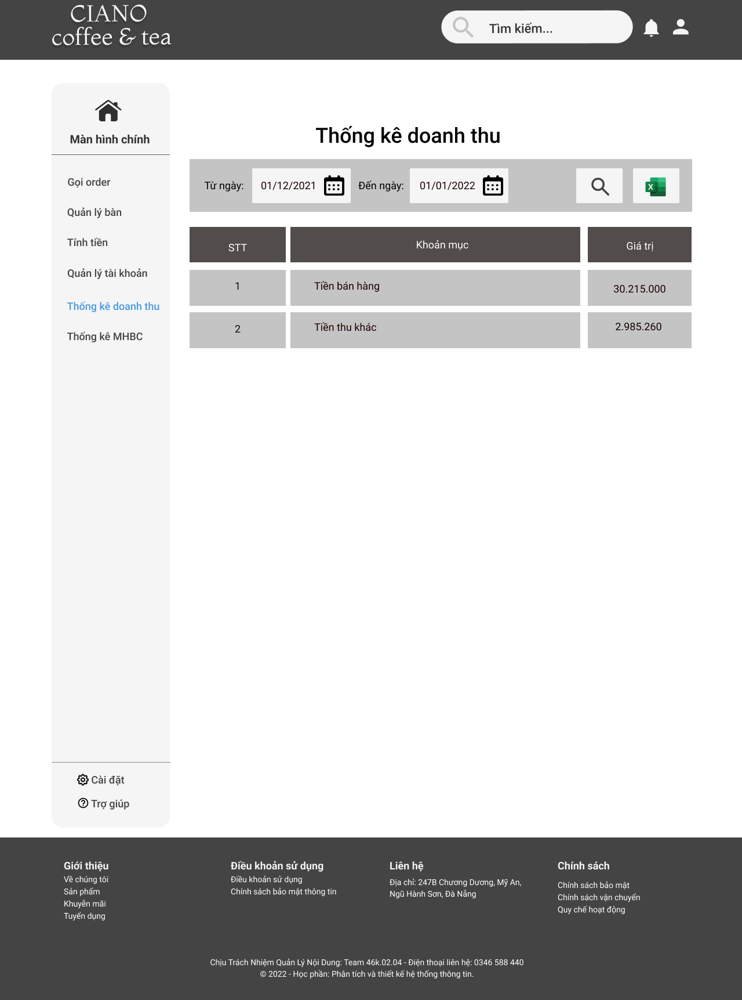 CIANO
coffee & tea
Tìm kiếm...
Màn hình chính
Gọi order
Quản lý bàn
Tính tiền
Quản lý tài khoản
Thống kê doanh thu
Thống kê MHBC
Cài đặt
Trợ giúp
Thống kê doanh thu
Từ ngày: 01/12/2021 Đến ngày: 01/01/2022 X
STT Khoản mục Giá trị
1 Tiền bán hàng 30.215.000
2 Tiền thu khác 2.985.260
Giới thiệu
Về chúng tôi
Sản phẩm
Khuyễn mãi
Tuyển dụng
Điều khoản sử dụng
Điều khoản sử dụng
Chính sách bảo mật thông tin
Liên hệ
Địa chỉ: 247B Chương Dương, Mỹ An,
Ngũ Hành Sơn, Đà Nẵng
Chính sách
Chính sách bảo mật
Chính sách vận chuyển
Quy chế hoạt động
Chịu Trách Nhiệm Quản Lý Nội Dung: Team 46k.02.04 - Điện thoại liên hệ: 0346 588 440
© 2022 - Học phần: Phân tích và thiết kế hệ thống thông tin.